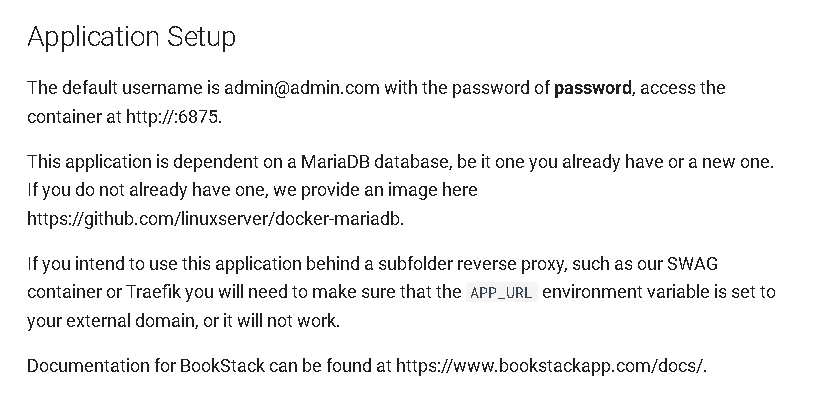 Application Setup
The default username is admin@admin.com with the password of password, access the
container at http://:6875.
This application is dependent on a MariaDB database, be it one you already have or a new one.
If you do not already have one, we provide an image here
https://github.com/linuxserver/docker-mariadb.
If you intend to use this application behind a subfolder reverse proxy, such as our SWAG
container or Traefik you will need to make sure that the APP_URL environment variable is set to
your external domain, or it will not work.
Documentation for BookStack can be found at https://www.bookstackapp.com/docs/.